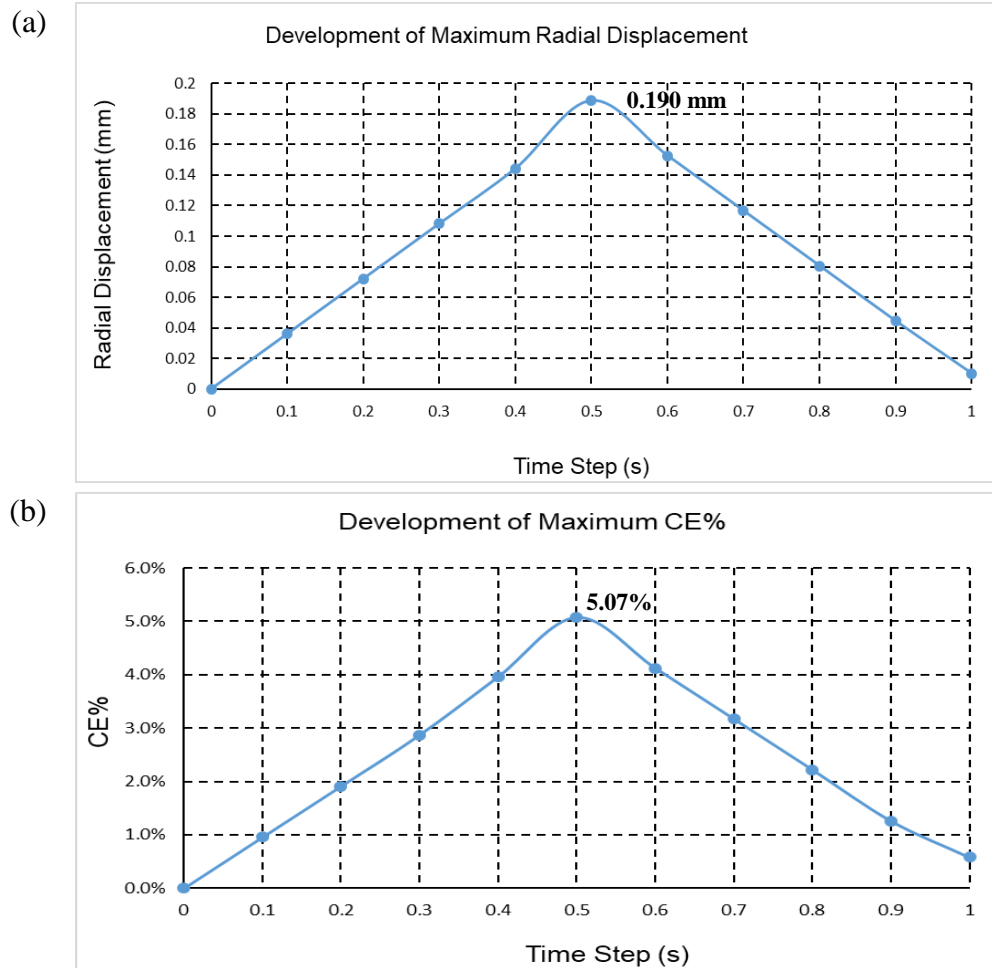 (a)
Development of Maximum Radial Displacement
0.2
0.18
0.16
0.14
0.12
0.1
0.08
0.06
0.04
0.02
0
Radial Displacement (mm)
0.190 mm
0 0.1 0.2 0.3 0.4 0.5 0.6 0.7 0.8 0.9 1
Time Step (s)
(b)
Development of Maximum CE%
6.0%
5.0%
4.0%
3.0%
2.0%
1.0%
0.0%
CE%
5.07%
0 0.1 0.2 0.3 0.4 0.5 0.6 0.7 0.8 0.9 1
Time Step (s)